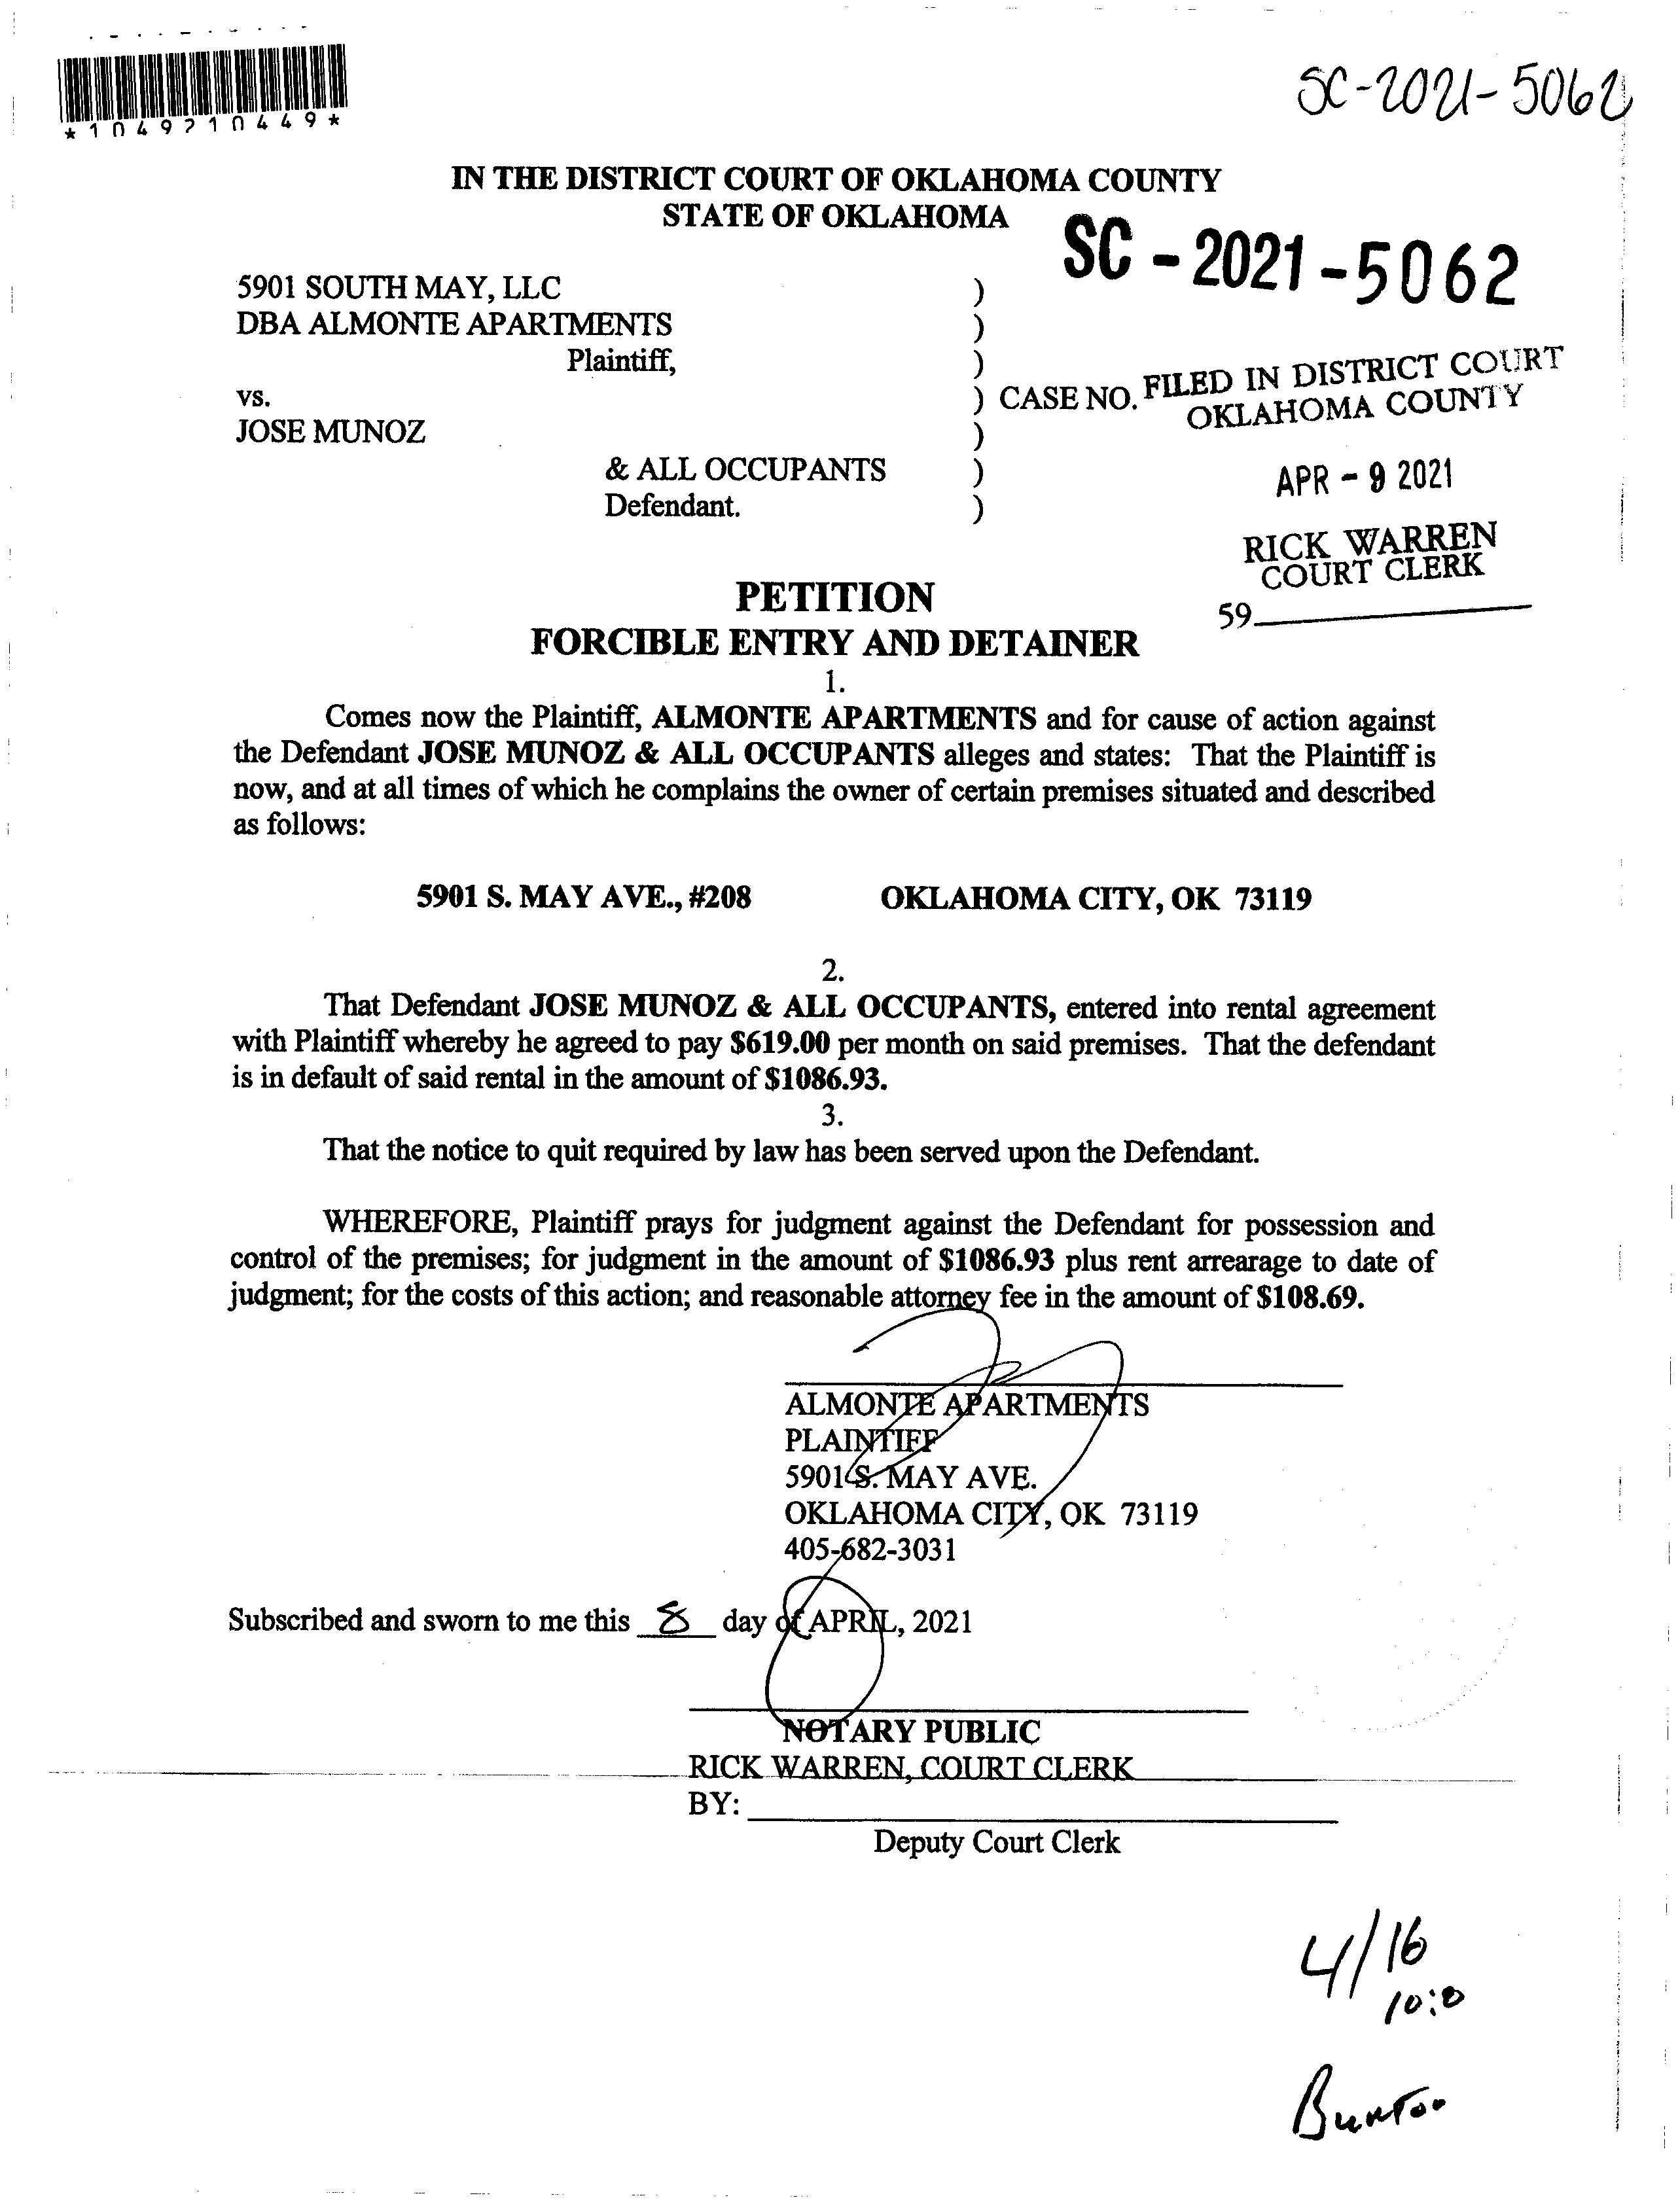 SC-2021-5062
*1049210449*
IN THE DISTRICT COURT OF OKLAHOMA COUNTY
STATE OF OKLAHOMA
SC - 2021 - 5062
5901 SOUTH MAY, LLC )
DBA ALMONTE APARTMENTS )
Plaintiff, )
vs. ) CASE NO.
FILED IN DISTRICT COURT
OKLAHOMA COUNTY
JOSE MUNOZ )
& ALL OCCUPANTS )
Defendant. )
APR - 9 2021
RICK WARREN
COURT CLERK
59
PETITION
FORCIBLE ENTRY AND DETAINER
1.
Comes now the Plaintiff, ALMONTE APARTMENTS and for cause of action against
the Defendant JOSE MUNOZ & ALL OCCUPANTS alleges and states: That the Plaintiff is
now, and at all times of which he complains the owner of certain premises situated and described
as follows:
5901 S. MAY AVE., #208 OKLAHOMA CITY, OK 73119
2.
That Defendant JOSE MUNOZ & ALL OCCUPANTS, entered into rental agreement
with Plaintiff whereby he agreed to pay $619.00 per month on said premises. That the defendant
is in default of said rental in the amount of $1086.93.
3.
That the notice to quit required by law has been served upon the Defendant.
WHEREFORE, Plaintiff prays for judgment against the Defendant for possession and
control of the premises; for judgment in the amount of $1086.93 plus rent arrearage to date of
judgment; for the costs of this action; and reasonable attorney fee in the amount of $108.69.
ALMONTE APARTMENTS
PLAINTIFF
5901 S. MAY AVE.
OKLAHOMA CITY, OK 73119
405-682-3031
Subscribed and sworn to me this 8 day of APRIL, 2021
NOTARY PUBLIC
RICK WARREN, COURT CLERK
BY:
Deputy Court Clerk
4/16
10:0
Burton